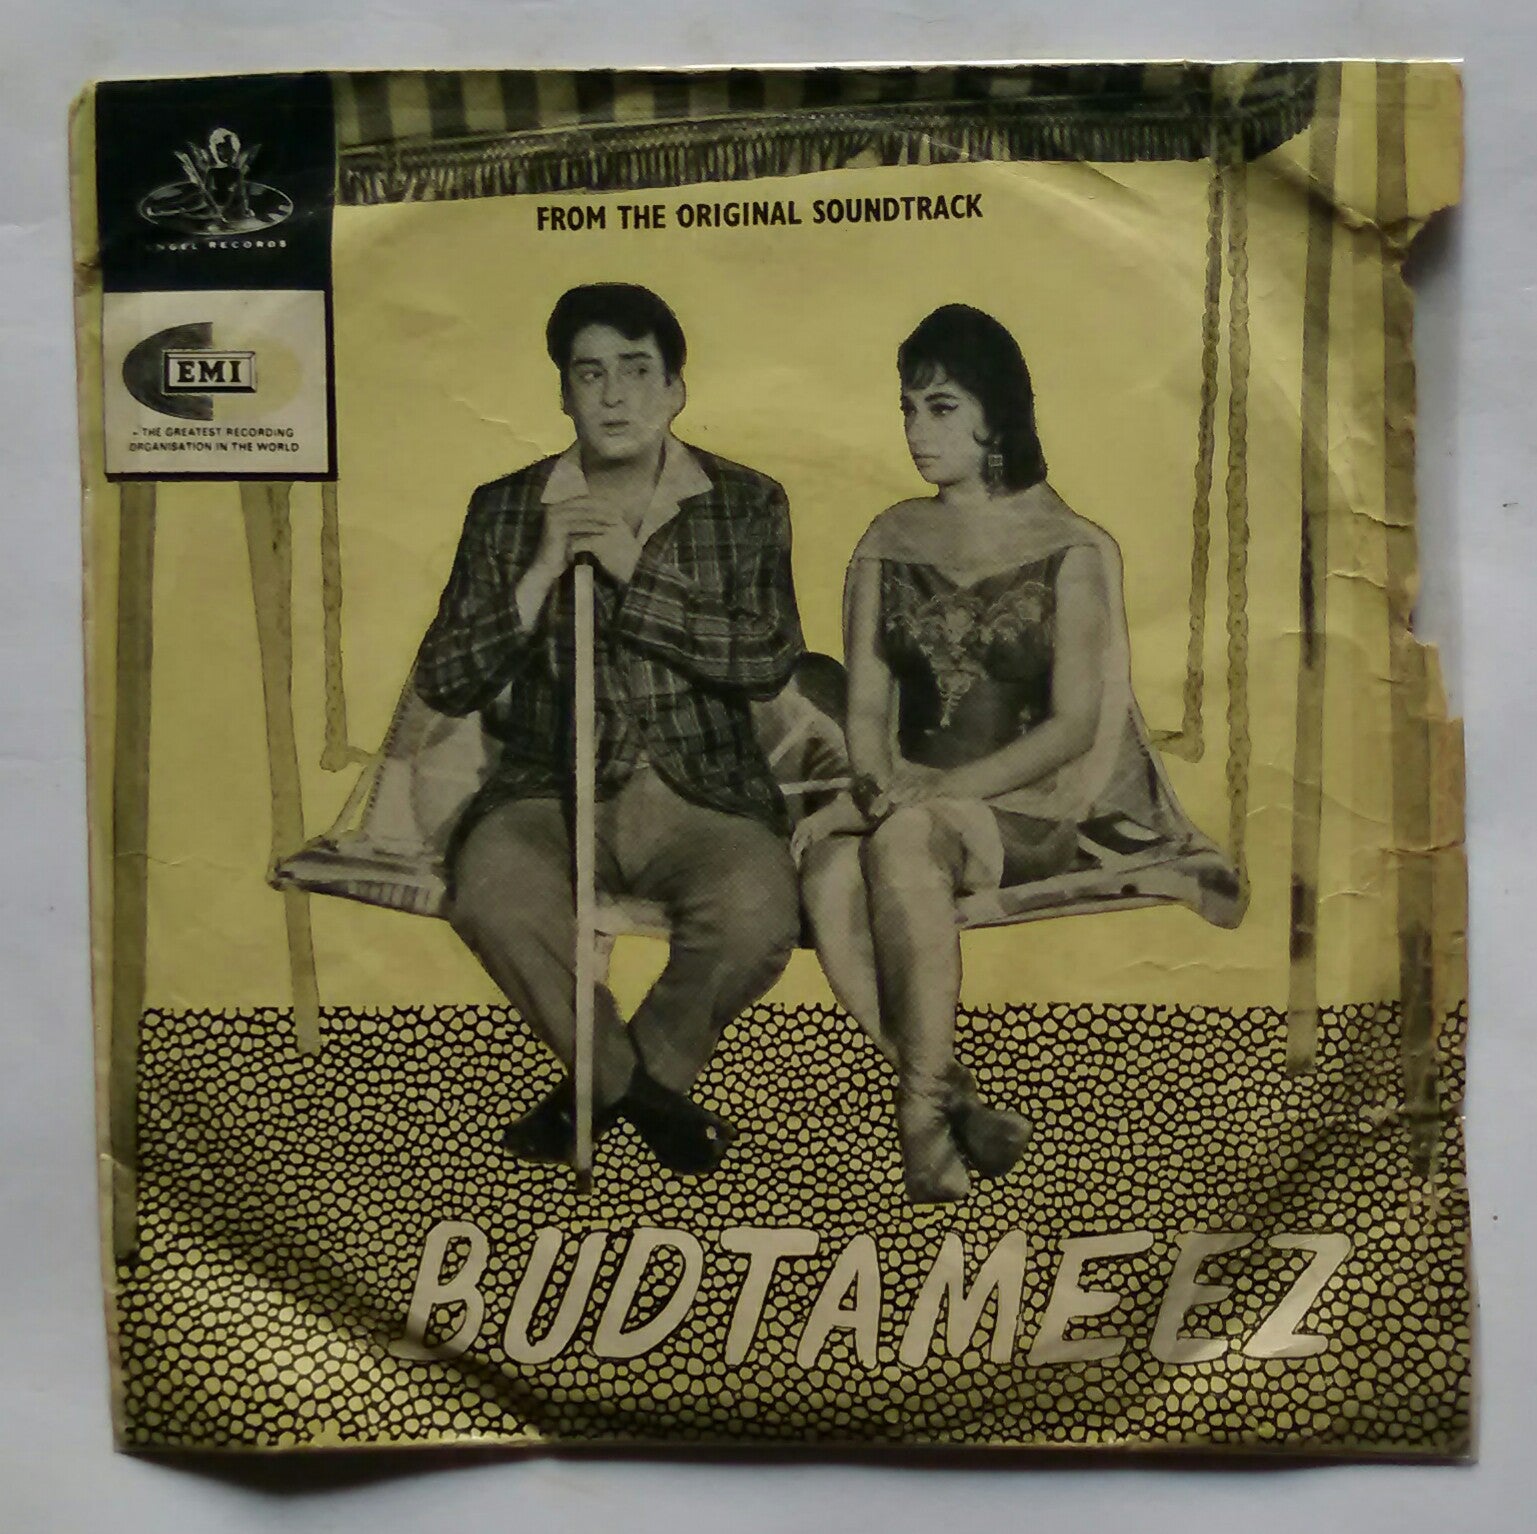 ANGEL RECORDS
EMI
THE GREATEST RECORDING
ORGANISATION IN THE WORLD
FROM THE ORIGINAL SOUNDTRACK
BUDTAMEEZ